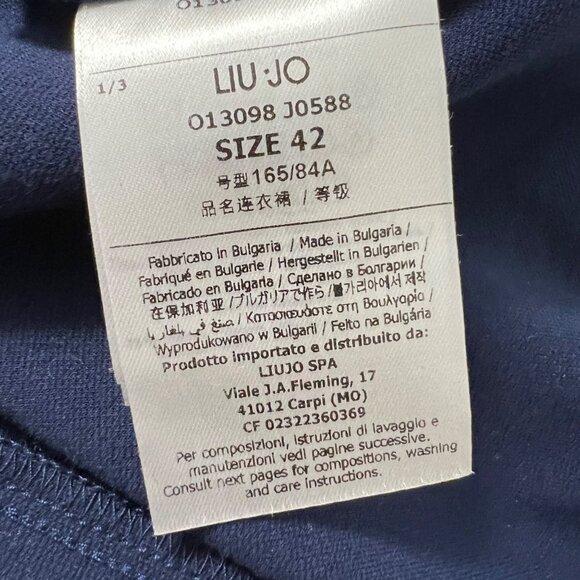 1/3
LIU·JO
O13098 J0588
SIZE 42
号型165/84A
品名连衣裙 / 等级
Fabbricato in Bulgaria / Made in Bulgaria /
Fabriqué en Bulgarie / Hergestellt in Bulgarien /
Fabricado en Bulgaria / Сделано в Болгарии /
在保加利亚 /ブルガリアで作ら /불가리아에서 제작
/ صنع في بلغاريا / Κατασκευάστε στη Βουλγαρία /
Wyprodukowano w Bulgarii / Feito na Bulgária
Prodotto importato e distribuito da:
LIUJO SPA
Viale J.A.Fleming, 17
41012 Carpi (MO)
CF 02322360369
Per composizioni, istruzioni di lavaggio e
manutenzioni vedi pagine successive.
Consult next pages for compositions, washing
and care instructions.